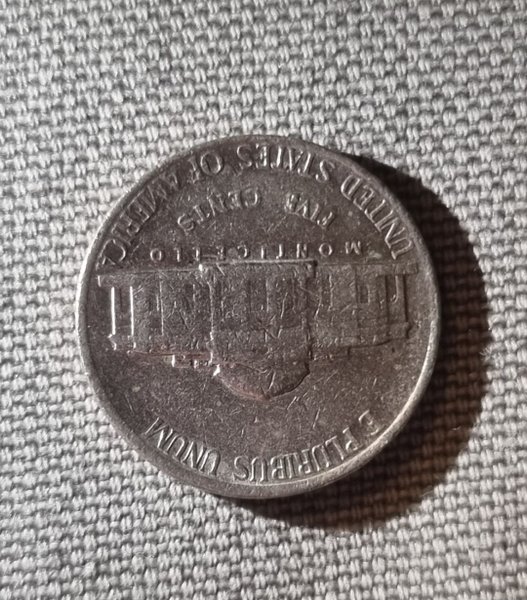 E PLURIBUS UNUM
MONTICELLO
FIVE CENTS
UNITED STATES OF AMERICA